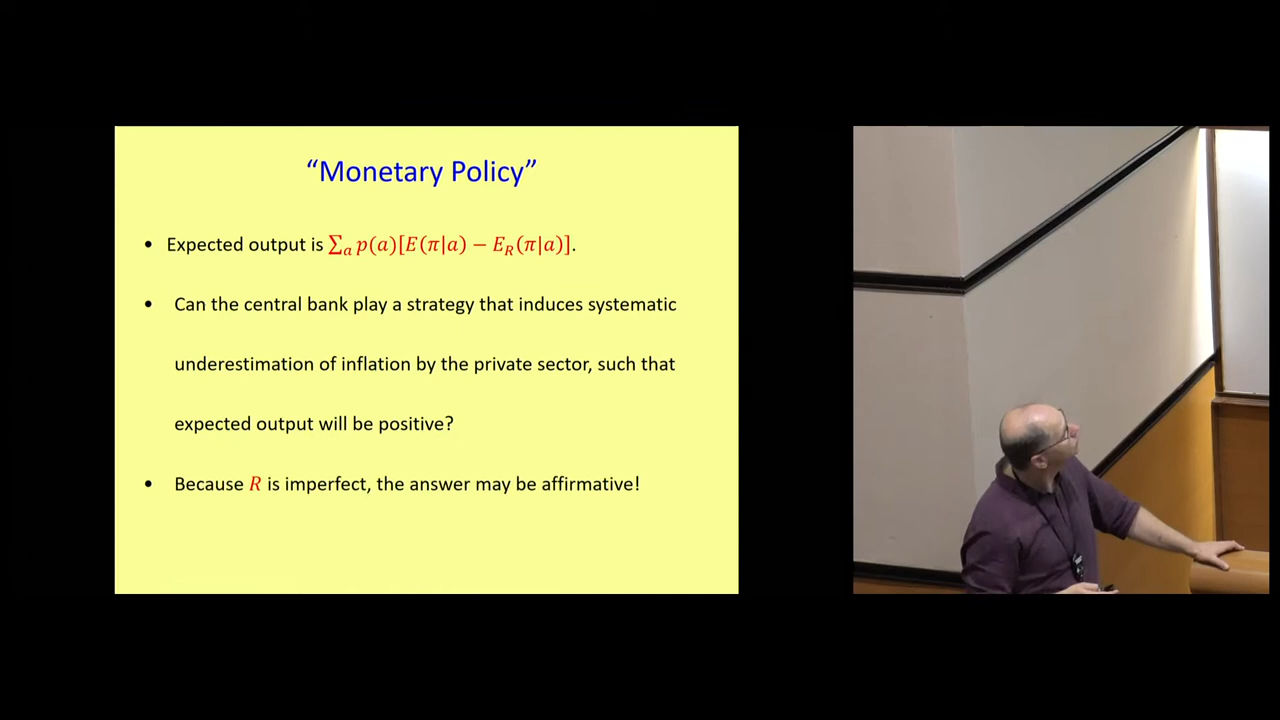 “Monetary Policy”
• Expected output is ∑ₐ p(a)[E(π|a) − E_R(π|a)].
• Can the central bank play a strategy that induces systematic
underestimation of inflation by the private sector, such that
expected output will be positive?
• Because R is imperfect, the answer may be affirmative!